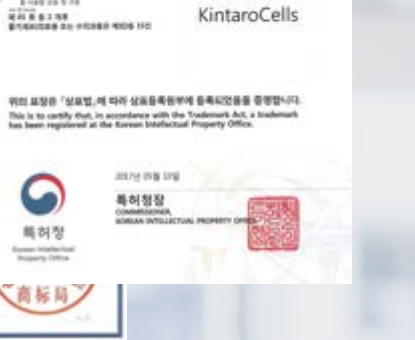 KintaroCells
위의 표장은 「상표법」에 따라 상표등록원부에 등록되었음을 증명합니다.
This is to certify that, in accordance with the Trademark Act, a trademark
has been registered at the Korean Intellectual Property Office.
특허청장
COMMISSIONER,
KOREAN INTELLECTUAL PROPERTY OFFICE
특허청
Korean Intellectual
Property Office
商标局